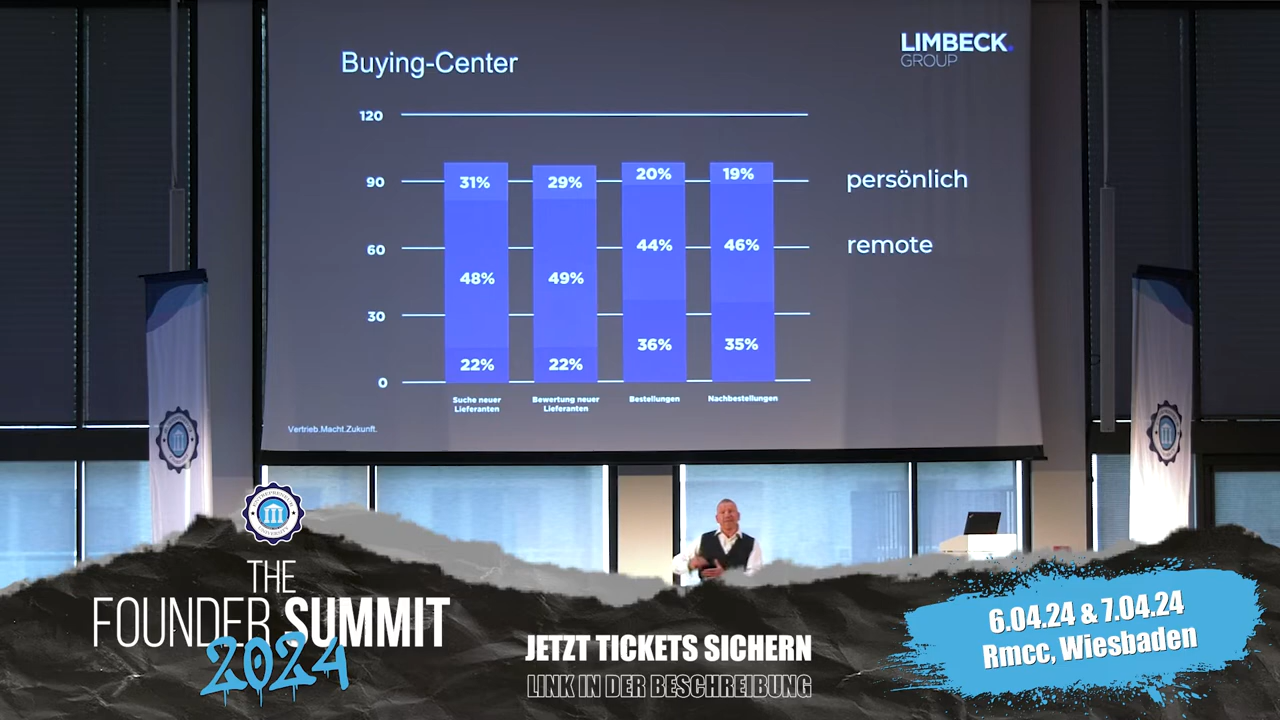 Buying-Center
LIMBECK.
GROUP
120
90
60
30
0
31%
29%
20%
19%
48%
49%
44%
46%
22%
22%
36%
35%
persönlich
remote
Suche neuer
Lieferanten
Bewertung neuer
Lieferanten
Bestellungen
Nachbestellungen
Vertrieb.Macht.Zukunft.
ENTREPRENEUR
UNIVERSITY
THE
FOUNDER SUMMIT
2024
JETZT TICKETS SICHERN
LINK IN DER BESCHREIBUNG
6.04.24 & 7.04.24
Rmcc, Wiesbaden